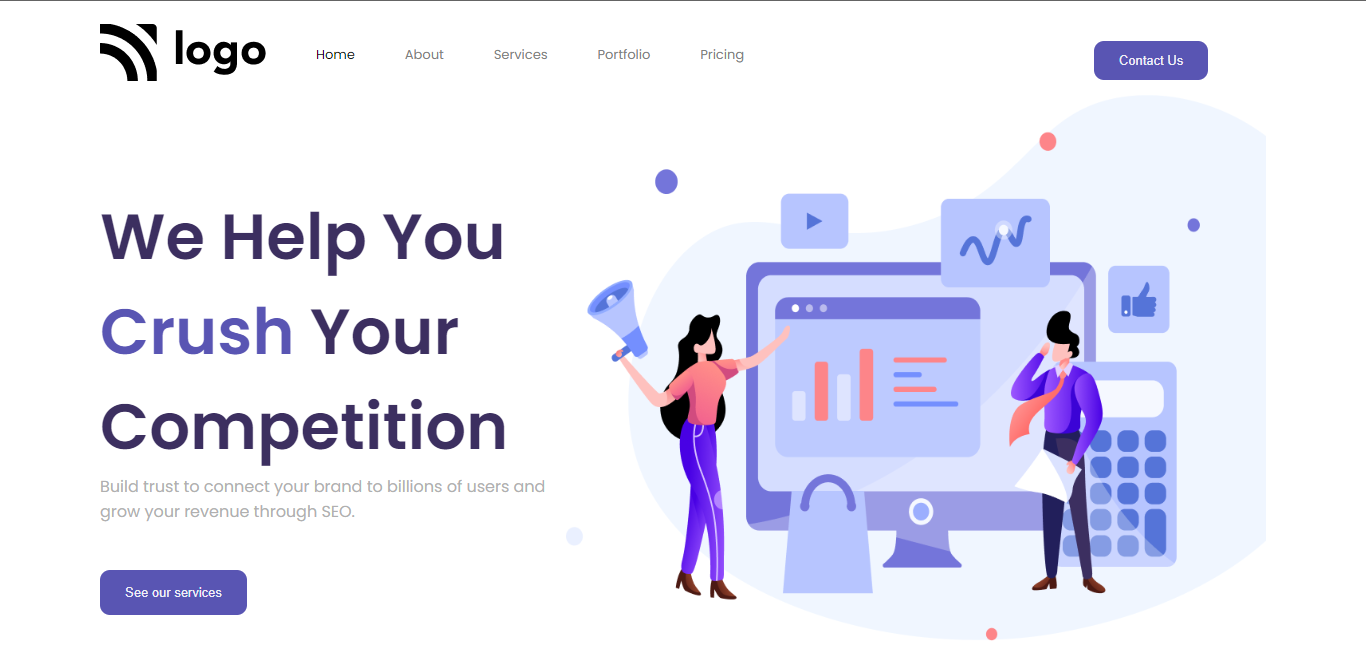 logo
Home
About
Services
Portfolio
Pricing
Contact Us
We Help You
Crush Your
Competition
Build trust to connect your brand to billions of users and
grow your revenue through SEO.
See our services